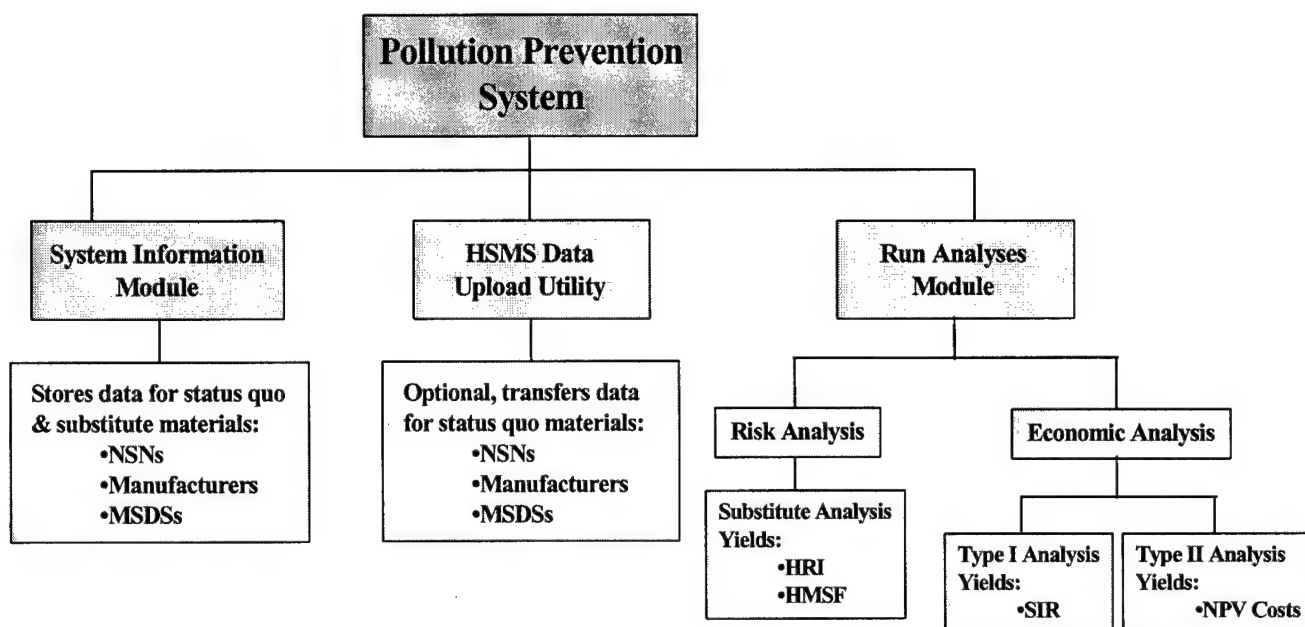 Pollution Prevention
System
System Information
Module
HSMS Data
Upload Utility
Run Analyses
Module
Stores data for status quo
& substitute materials:
•NSNs
•Manufacturers
•MSDSs
Optional, transfers data
for status quo materials:
•NSNs
•Manufacturers
•MSDSs
Risk Analysis
Economic Analysis
Substitute Analysis
Yields:
•HRI
•HMSF
Type I Analysis
Yields:
•SIR
Type II Analysis
Yields:
•NPV Costs